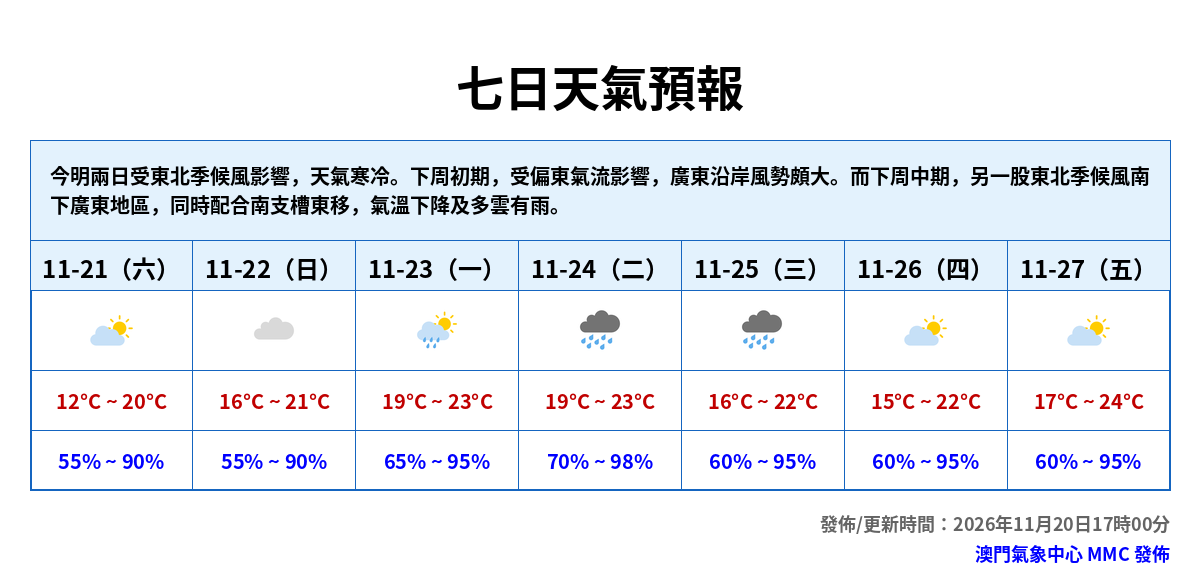 七日天氣預報
今明兩日受東北季候風影響，天氣寒冷。下周初期，受偏東氣流影響，廣東沿岸風勢頗大。而下周中期，另一股東北季候風南
下廣東地區，同時配合南支槽東移，氣溫下降及多雲有雨。
11-21（六） 11-22（日） 11-23（一） 11-24（二） 11-25（三） 11-26（四） 11-27（五）
12°C ~ 20°C 16°C ~ 21°C 19°C ~ 23°C 19°C ~ 23°C 16°C ~ 22°C 15°C ~ 22°C 17°C ~ 24°C
55% ~ 90% 55% ~ 90% 65% ~ 95% 70% ~ 98% 60% ~ 95% 60% ~ 95% 60% ~ 95%
發佈/更新時間：2026年11月20日17時00分
澳門氣象中心 MMC 發佈